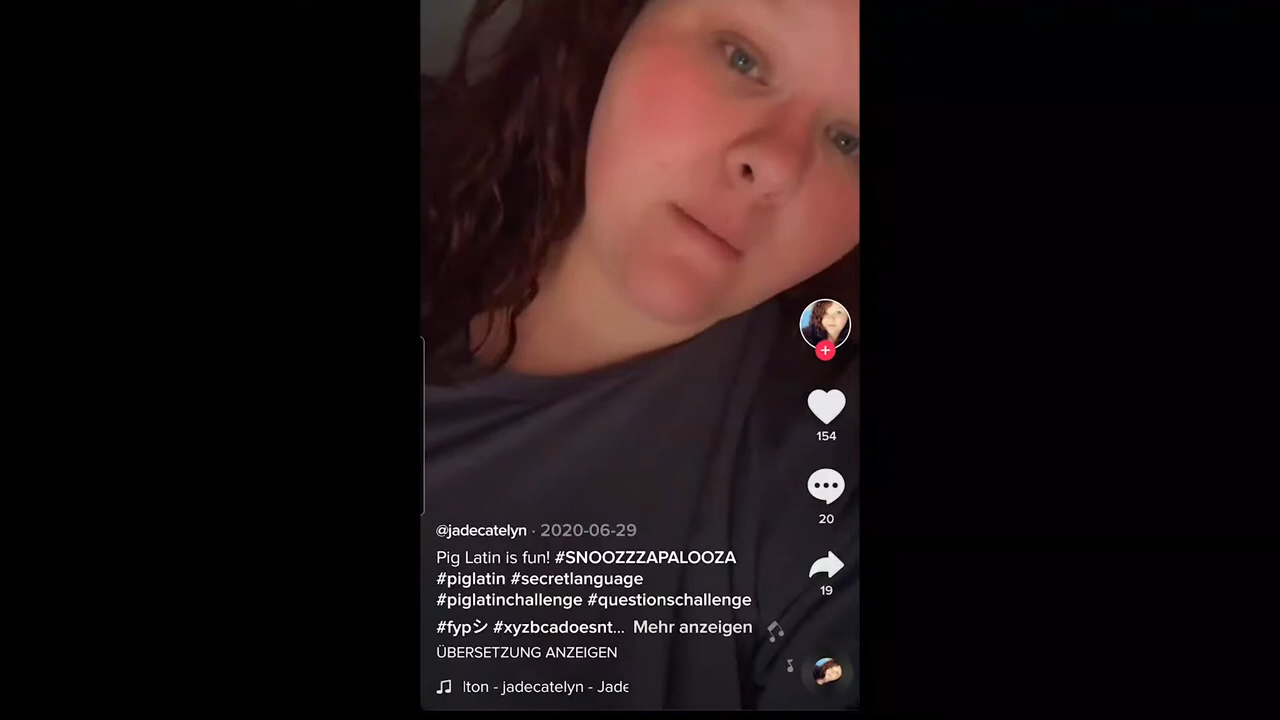 154
20
19
@jadecatelyn · 2020-06-29
Pig Latin is fun! #SNOOZZZAPALOOZA
#piglatin #secretlanguage
#piglatinchallenge #questionschallenge
#fypシ #xyzbcadoesnt... Mehr anzeigen
ÜBERSETZUNG ANZEIGEN
lton - jadecatelyn - Jade